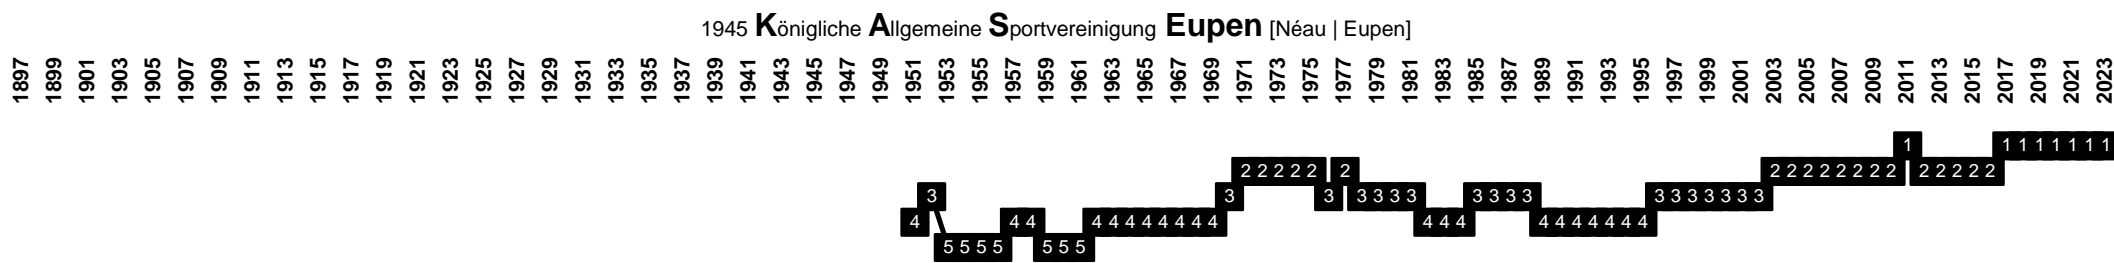 1945 Königliche Allgemeine Sportvereinigung Eupen [Néau | Eupen]
1897 1899 1901 1903 1905 1907 1909 1911 1913 1915 1917 1919 1921 1923 1925 1927 1929 1931 1933 1935 1937 1939 1941 1943 1945 1947 1949 1951 1953 1955 1957 1959 1961 1963 1965 1967 1969 1971 1973 1975 1977 1979 1981 1983 1985 1987 1989 1991 1993 1995 1997 1999 2001 2003 2005 2007 2009 2011 2013 2015 2017 2019 2021 2023
1 1 1 1 1 1 1 1
2 2 2 2 2 2 2 2 2 2 2 2 2 2 2 2 2 2 2
3 3 3 3 3 3 3 3 3 3 3 3 3 3 3 3 3 3
4 4 4 4 4 4 4 4 4 4 4 4 4 4 4 4 4 4 4 4 4
5 5 5 5 5 5 5